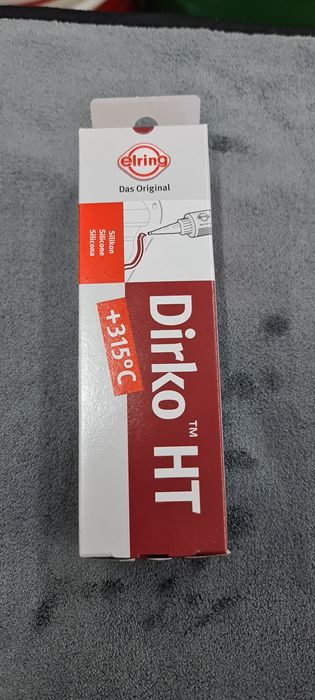 elring
Das Original
Silikon
Silicone
Silicona
+315°C
Dirko™ HT